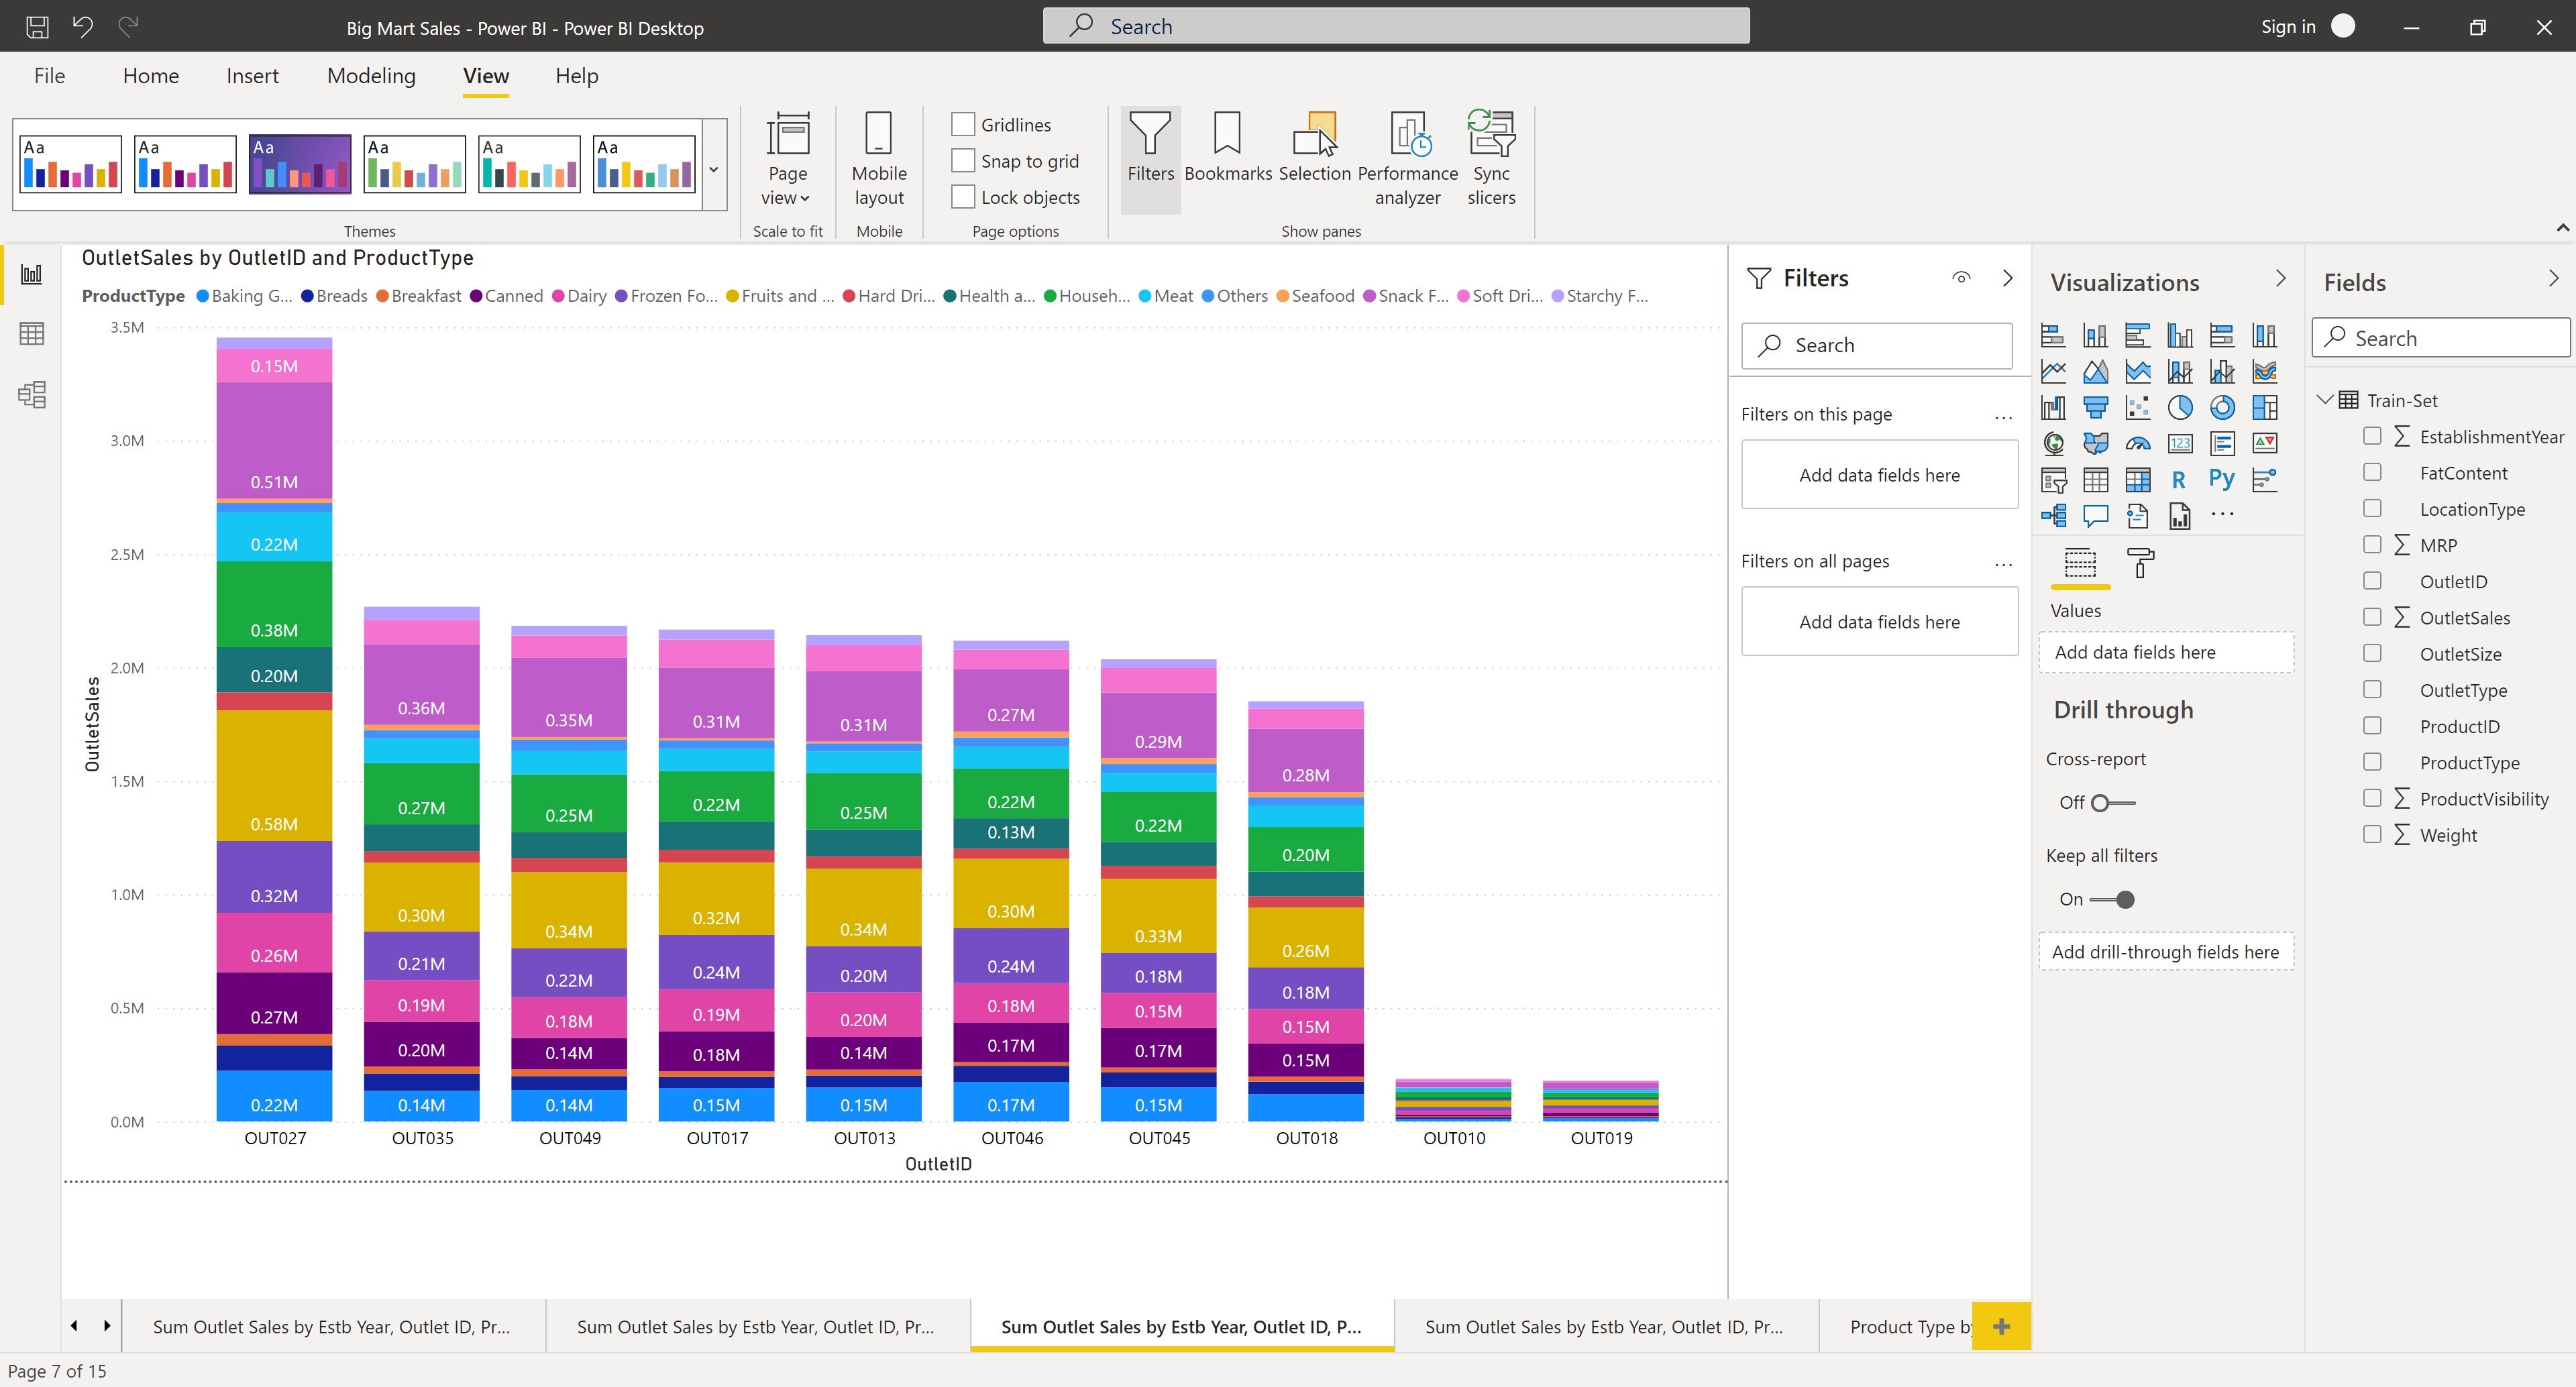 Big Mart Sales - Power BI - Power BI Desktop
Search
Sign in
File Home Insert Modeling View Help
Aa Aa Aa Aa Aa Aa
Themes
Page view
Scale to fit
Mobile layout
Mobile
Gridlines
Snap to grid
Lock objects
Page options
Filters
Bookmarks
Selection
Performance analyzer
Sync slicers
Show panes
OutletSales by OutletID and ProductType
ProductType Baking G... Breads Breakfast Canned Dairy Frozen Fo... Fruits and ... Hard Dri... Health a... Househ... Meat Others Seafood Snack F... Soft Dri... Starchy F...
OutletSales
3.5M
3.0M
2.5M
2.0M
1.5M
1.0M
0.5M
0.0M
0.15M
0.51M
0.22M
0.38M
0.20M
0.58M
0.32M
0.26M
0.27M
0.22M
OUT027
0.36M
0.27M
0.30M
0.21M
0.19M
0.20M
0.14M
OUT035
0.35M
0.25M
0.34M
0.22M
0.18M
0.14M
0.14M
OUT049
0.31M
0.22M
0.32M
0.24M
0.19M
0.18M
0.15M
OUT017
0.31M
0.25M
0.34M
0.20M
0.20M
0.14M
0.15M
OUT013
0.27M
0.22M
0.13M
0.30M
0.24M
0.18M
0.17M
0.17M
OUT046
0.29M
0.22M
0.33M
0.18M
0.15M
0.17M
0.15M
OUT045
0.28M
0.20M
0.26M
0.18M
0.15M
0.15M
OUT018
OUT010
OUT019
OutletID
Filters
Search
Filters on this page ...
Add data fields here
Filters on all pages ...
Add data fields here
Visualizations
123
R Py
...
Values
Add data fields here
Drill through
Cross-report
Off
Keep all filters
On
Add drill-through fields here
Fields
Search
Train-Set
EstablishmentYear
FatContent
LocationType
MRP
OutletID
OutletSales
OutletSize
OutletType
ProductID
ProductType
ProductVisibility
Weight
Sum Outlet Sales by Estb Year, Outlet ID, Pr...
Sum Outlet Sales by Estb Year, Outlet ID, Pr...
Sum Outlet Sales by Estb Year, Outlet ID, P...
Sum Outlet Sales by Estb Year, Outlet ID, Pr...
Product Type by
Page 7 of 15